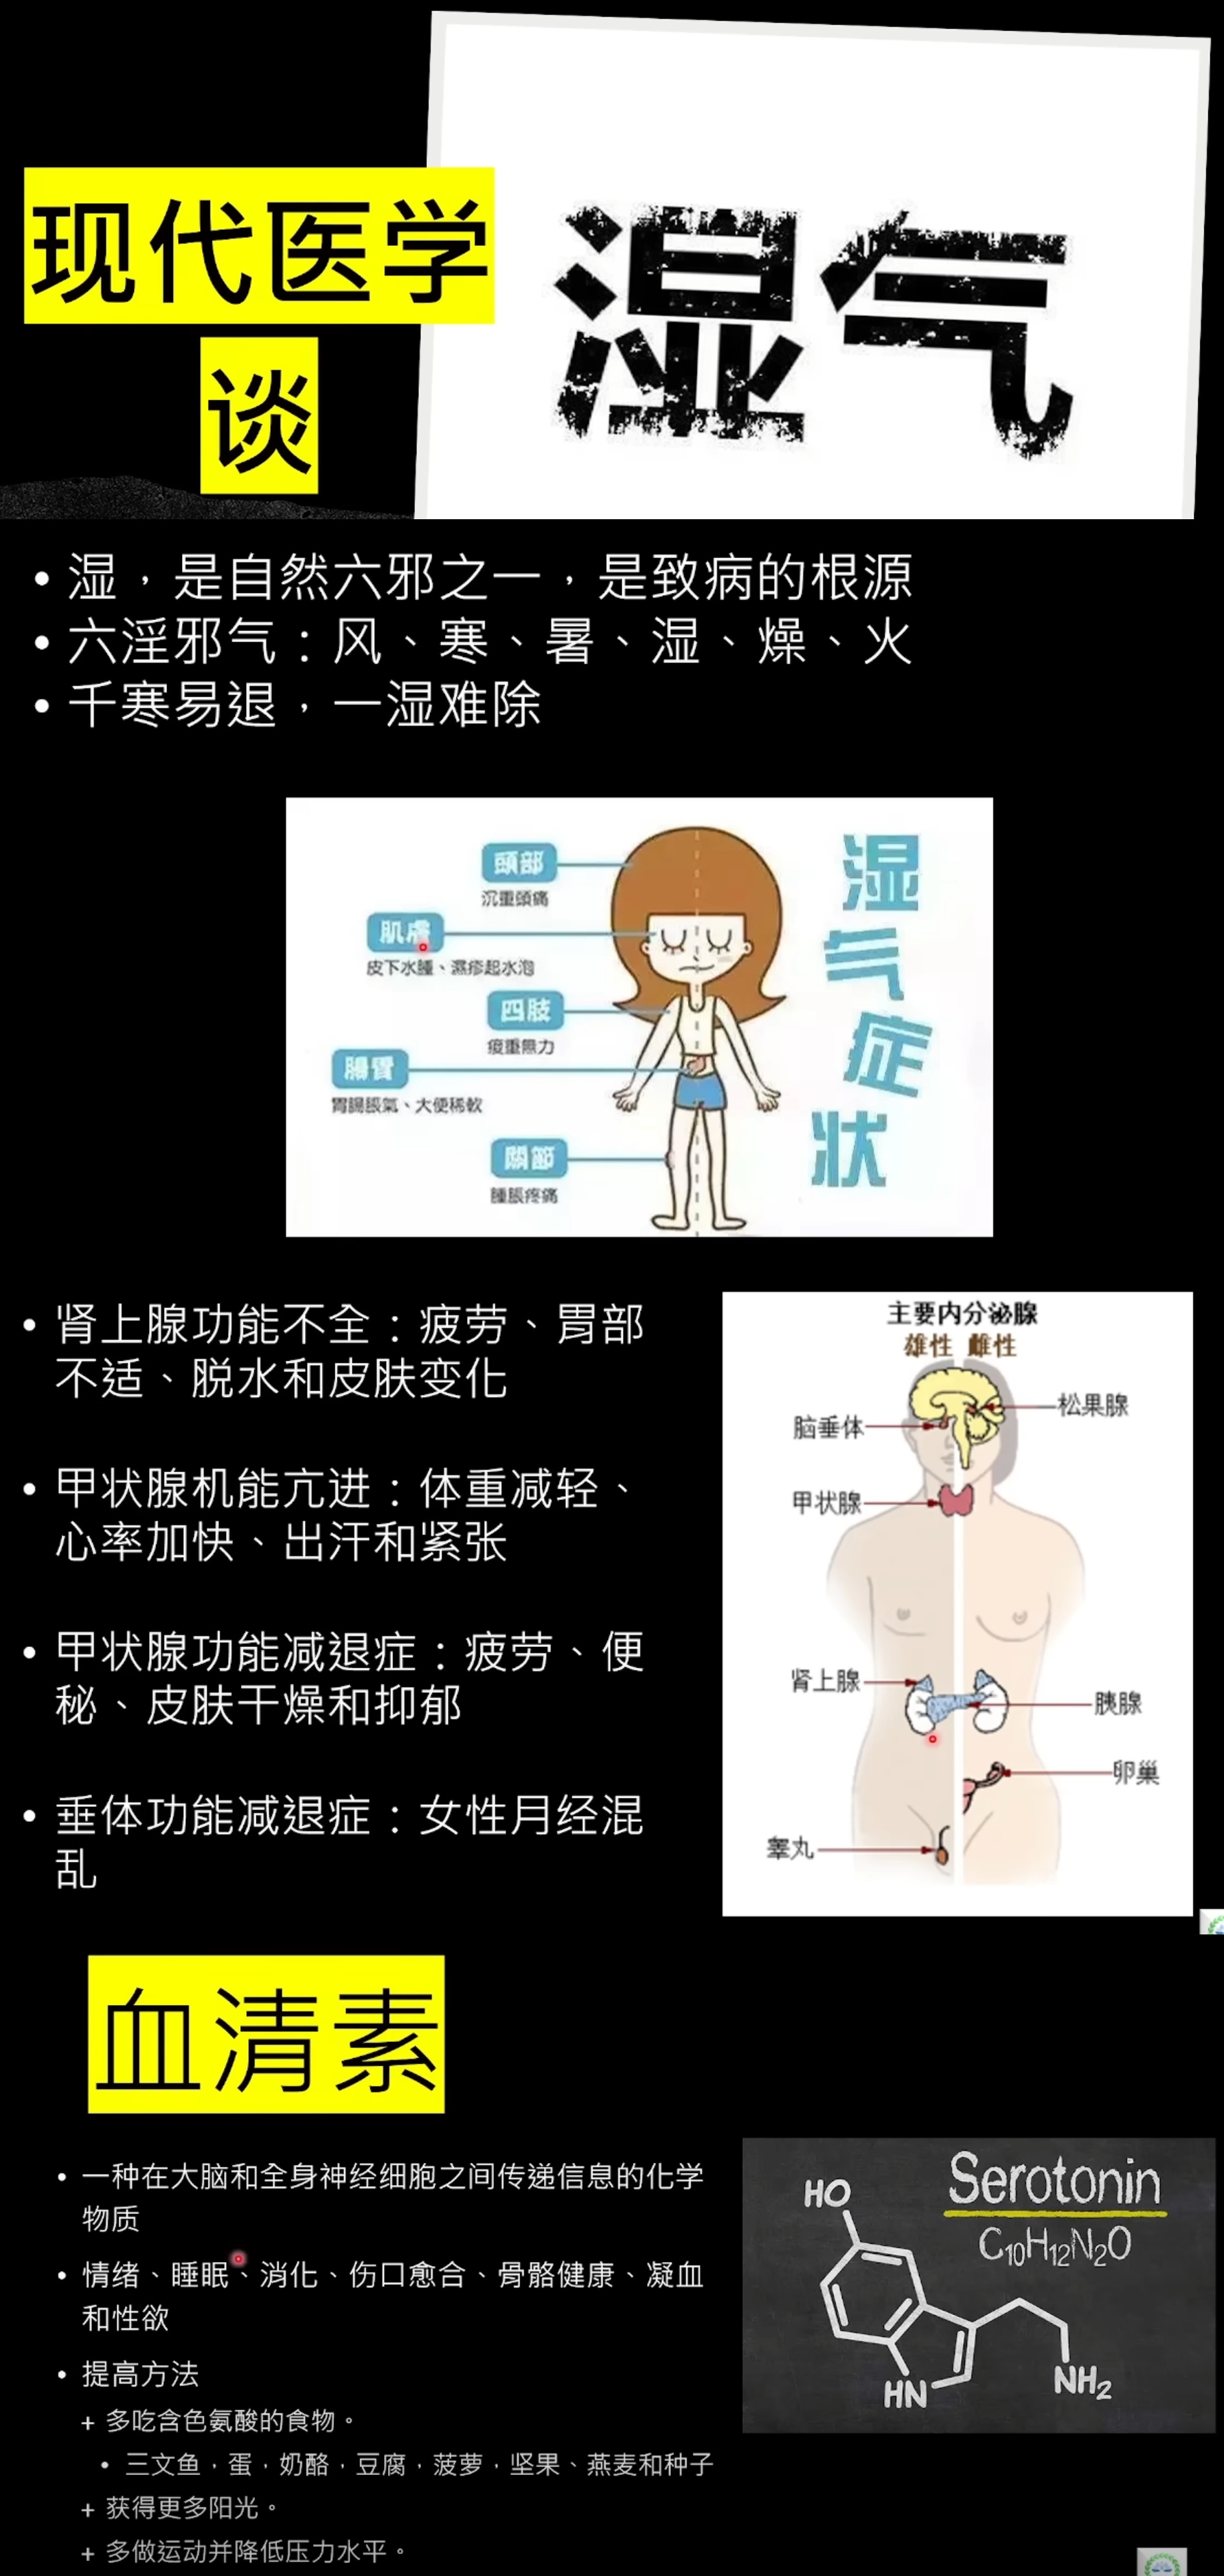 现代医学
谈
湿气
• 湿，是自然六邪之一，是致病的根源
• 六淫邪气：风、寒、暑、湿、燥、火
• 千寒易退，一湿难除
頭部
沉重頭痛
肌膚
皮下水腫、濕疹起水泡
四肢
痠重無力
腸胃
胃腸脹氣、大便稀軟
關節
腫脹疼痛
湿气症状
• 肾上腺功能不全：疲劳、胃部
不适、脱水和皮肤变化
• 甲状腺机能亢进：体重减轻、
心率加快、出汗和紧张
• 甲状腺功能减退症：疲劳、便
秘、皮肤干燥和抑郁
• 垂体功能减退症：女性月经混
乱
主要内分泌腺
雄性 雌性
松果腺
脑垂体
甲状腺
肾上腺
胰腺
卵巢
睾丸
血清素
• 一种在大脑和全身神经细胞之间传递信息的化学
物质
• 情绪、睡眠、消化、伤口愈合、骨骼健康、凝血
和性欲
• 提高方法
+ 多吃含色氨酸的食物。
• 三文鱼，蛋，奶酪，豆腐，菠萝，坚果、燕麦和种子
+ 获得更多阳光。
+ 多做运动并降低压力水平。
Serotonin
C₁₀H₁₂N₂O
HO
NH₂
HN